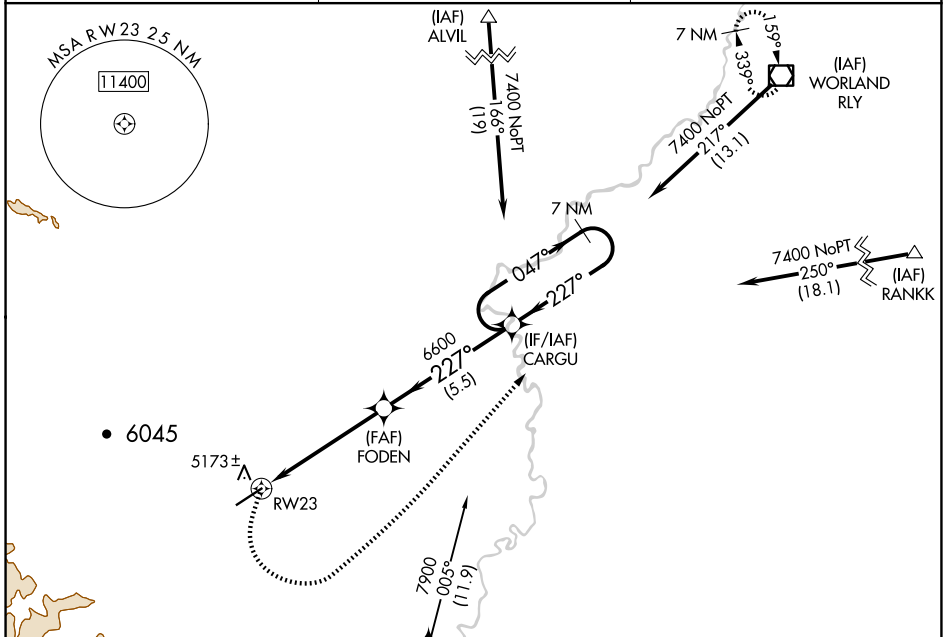 MSA RW23 25 NM
11400
(IAF)
ALVIL
7400 NoPT
166°
(19)
7 NM
159°
339°
(IAF)
WORLAND
RLY
7400 NoPT
217°
(13.1)
7 NM
047°
227°
7400 NoPT
250°
(18.1)
(IAF)
RANKK
(IF/IAF)
CARGU
6600
227°
(5.5)
(FAF)
FODEN
6045
5173±
RW23
7900
005°
(11.9)